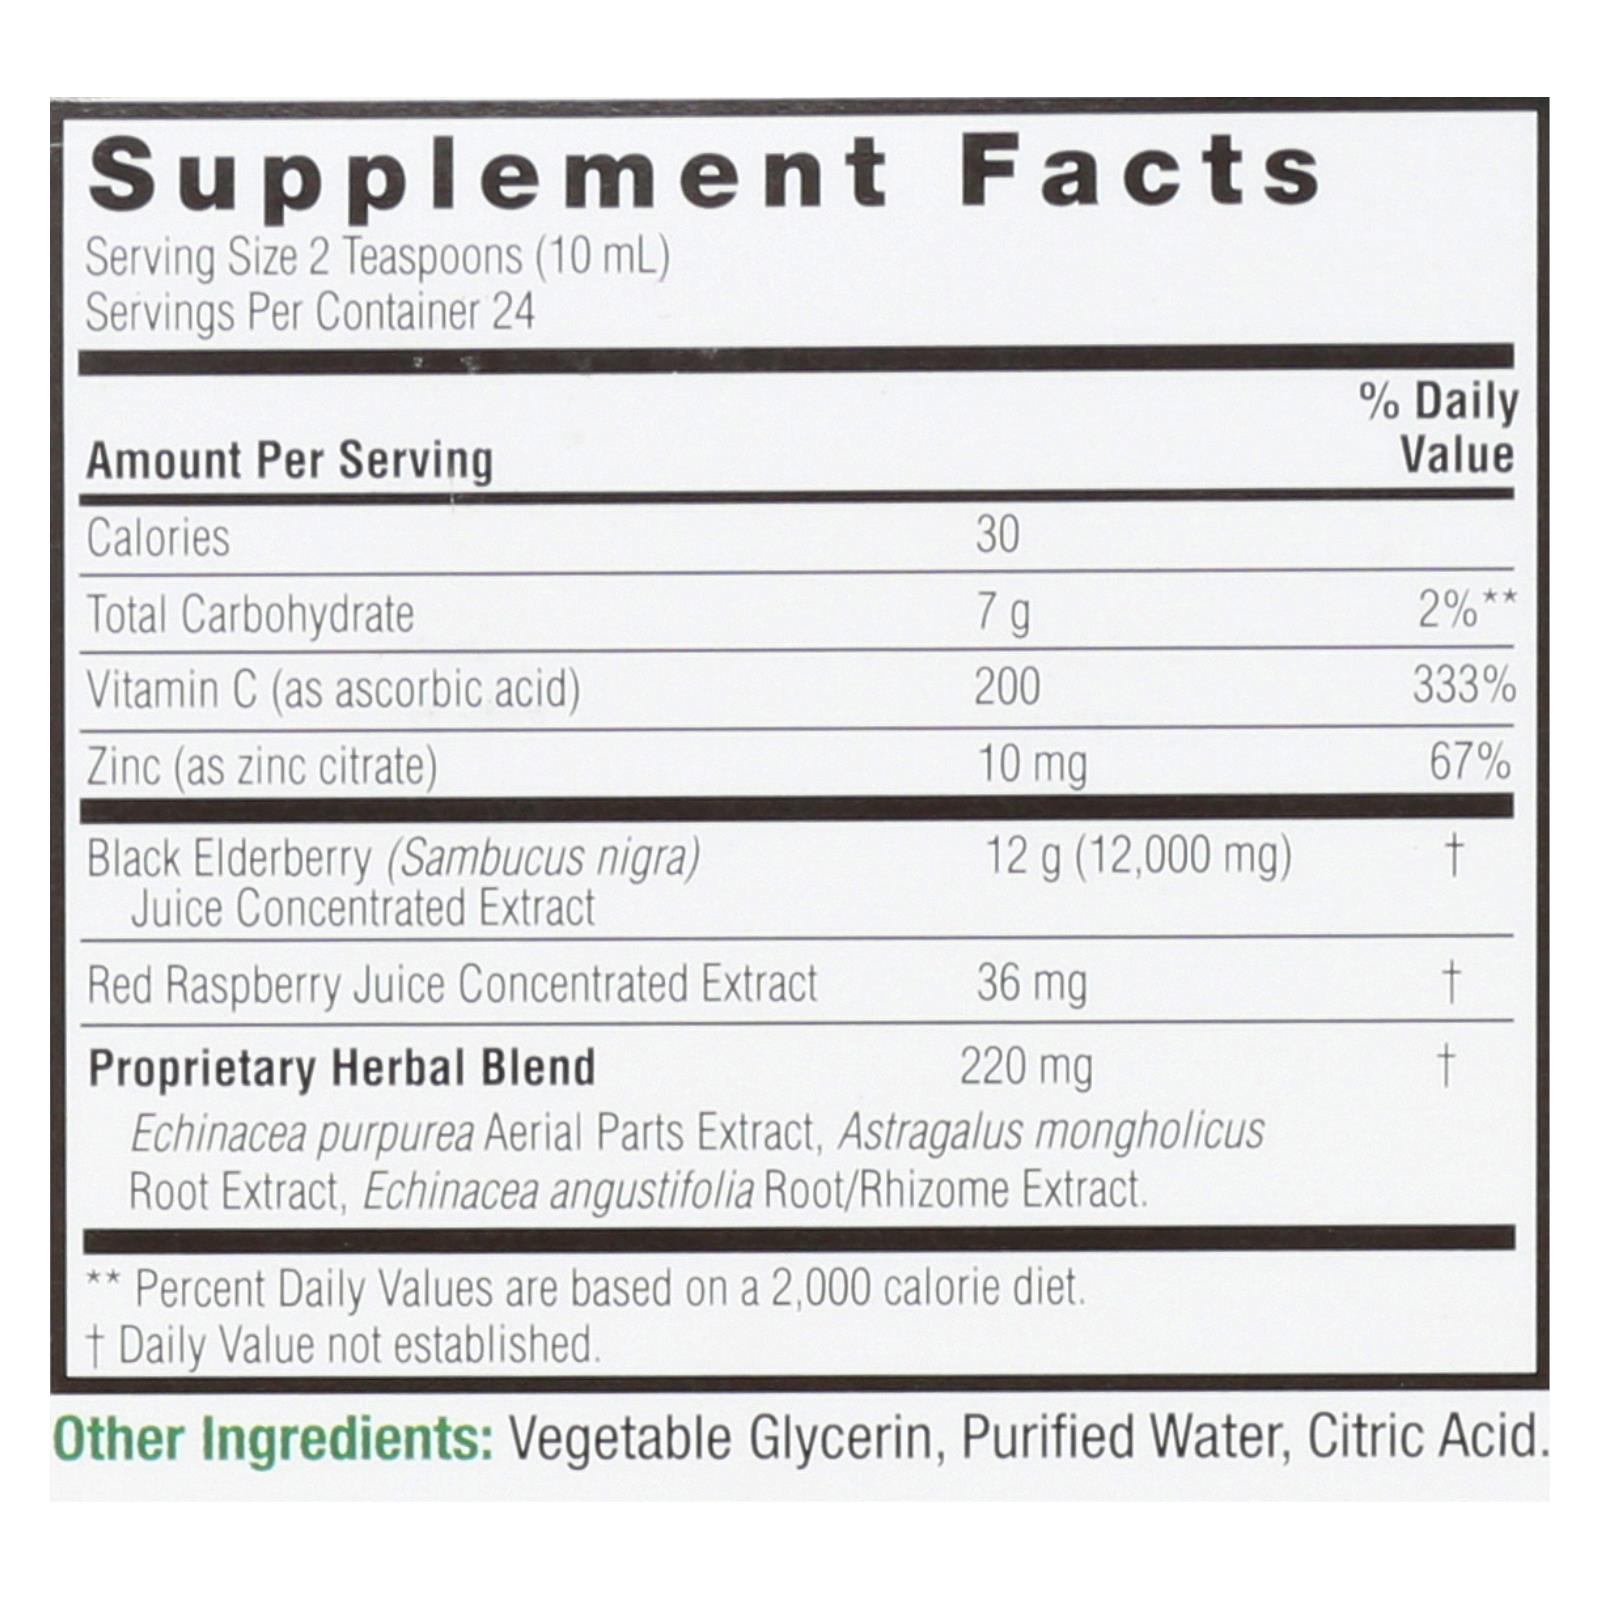 Supplement Facts
Serving Size 2 Teaspoons (10 mL)
Servings Per Container 24
% Daily
Amount Per Serving Value
Calories 30
Total Carbohydrate 7 g 2%**
Vitamin C (as ascorbic acid) 200 333%
Zinc (as zinc citrate) 10 mg 67%
Black Elderberry (Sambucus nigra) 12 g (12,000 mg) †
Juice Concentrated Extract
Red Raspberry Juice Concentrated Extract 36 mg †
Proprietary Herbal Blend 220 mg †
Echinacea purpurea Aerial Parts Extract, Astragalus mongholicus
Root Extract, Echinacea angustifolia Root/Rhizome Extract.
** Percent Daily Values are based on a 2,000 calorie diet.
† Daily Value not established.
Other Ingredients: Vegetable Glycerin, Purified Water, Citric Acid.